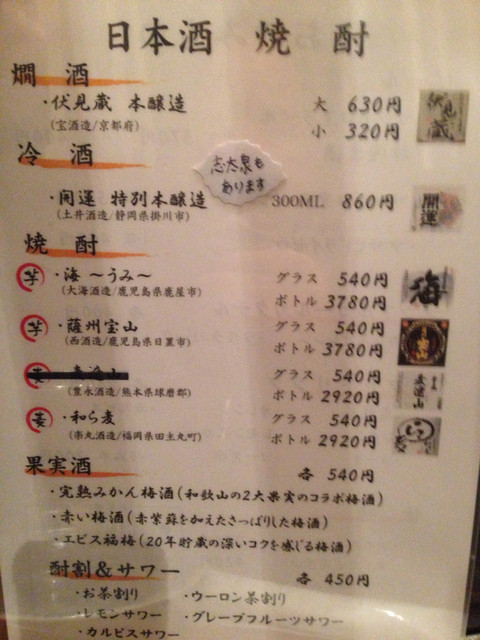 日本酒 焼酎
燗酒
・伏見蔵 本醸造 大 630円
(宝酒造/京都府) 小 320円
伏見蔵
冷酒
志太泉も
あります
・開運 特別本醸造 300ML 860円
(土井酒造/静岡県掛川市)
開運
焼酎
芋 ・海 〜うみ〜 グラス 540円
(大海酒造/鹿児島県鹿屋市) ボトル 3780円
海
芋 ・薩州宝山 グラス 540円
(西酒造/鹿児島県日置市) ボトル 3780円
麦 グラス 540円
(豊永酒造/熊本県球磨郡) ボトル 2920円
麦 ・和ら麦 グラス 540円
(楽丸酒造/福岡県田主丸町) ボトル 2920円
果実酒 各 540円
・完熟みかん梅酒(和歌山の2大果実のコラボ梅酒)
・赤い梅酒(赤紫蘇を加えたさっぱりした梅酒)
・エビス福梅(20年貯蔵の深いコクを感じる梅酒)
酎割&サワー 各 450円
・お茶割り ・ウーロン茶割り
・レモンサワー ・グレープフルーツサワー
・カルピスサワー